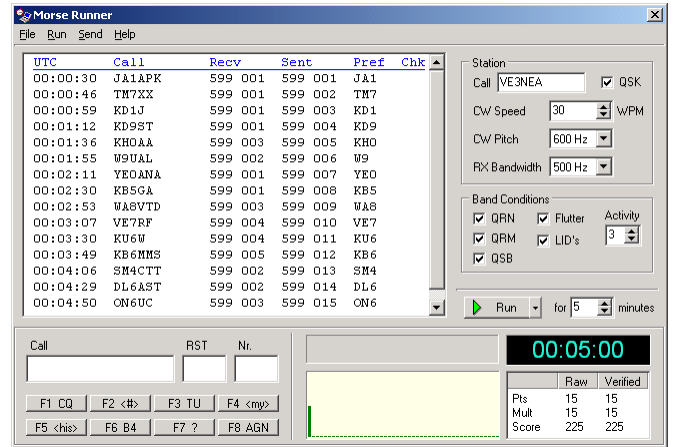 Morse Runner
File Run Send Help
UTC Call Recv Sent Pref Chk
00:00:30 JA1APK 599 001 599 001 JA1
00:00:46 TM7XX 599 001 599 002 TM7
00:00:59 KD1J 599 001 599 003 KD1
00:01:12 KD9ST 599 001 599 004 KD9
00:01:36 KH0AA 599 003 599 005 KH0
00:01:55 W9UAL 599 002 599 006 W9
00:02:11 YE0ANA 599 001 599 007 YE0
00:02:30 KB5GA 599 001 599 008 KB5
00:02:53 WA8VTD 599 003 599 009 WA8
00:03:07 VE7RF 599 004 599 010 VE7
00:03:30 KU6W 599 004 599 011 KU6
00:03:49 KB6MMS 599 005 599 012 KB6
00:04:06 SM4CTT 599 002 599 013 SM4
00:04:29 DL6AST 599 002 599 014 DL6
00:04:50 ON6UC 599 003 599 015 ON6
Station
Call VE3NEA QSK
CW Speed 30 WPM
CW Pitch 600 Hz
RX Bandwidth 500 Hz
Band Conditions
QRN Flutter Activity
QRM LID's 3
QSB
Run for 5 minutes
Call RST Nr.
F1 CQ F2 <#> F3 TU F4 <my>
F5 <his> F6 B4 F7 ? F8 AGN
00:05:00
Raw Verified
Pts 15 15
Mult 15 15
Score 225 225